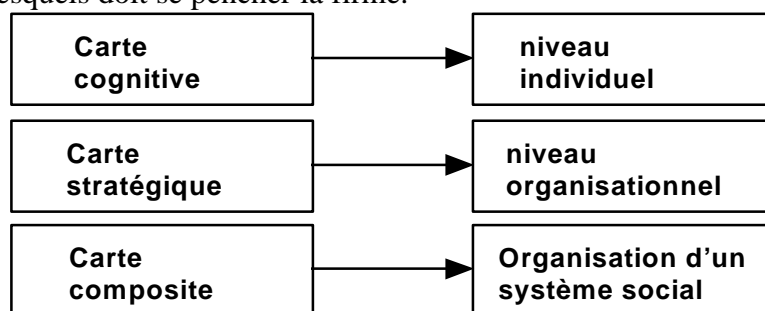 lesquels doit se pencher la firme.
Carte
cognitive
niveau
individuel
Carte
stratégique
niveau
organisationnel
Carte
composite
Organisation d'un
système social